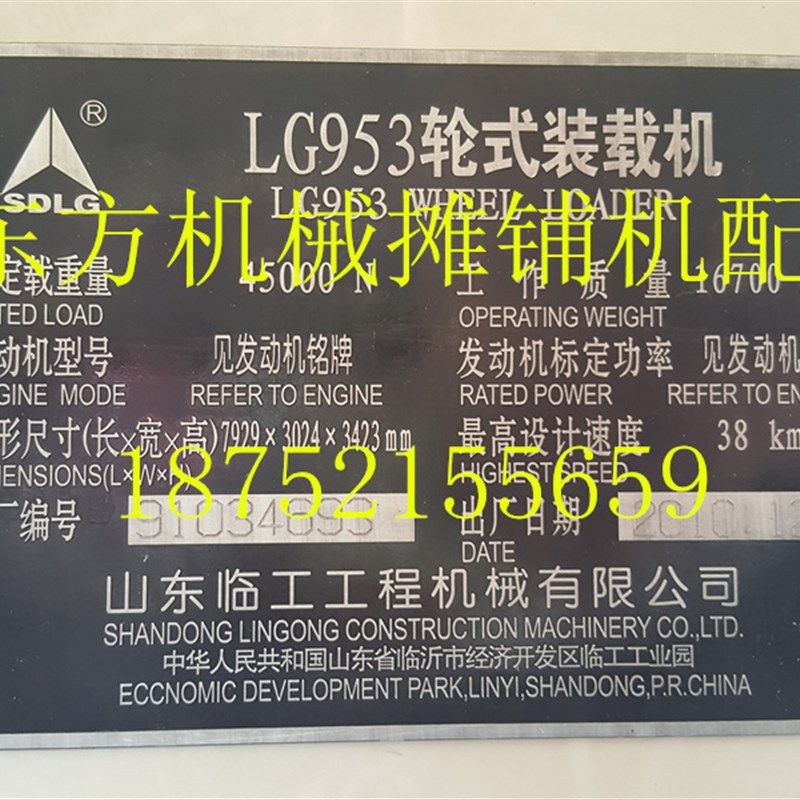 ®
LG953轮式装载机
SDLG
LG953 WHEEL LOADER
东方机械摊铺机配
定载重量 45000 N 工作质量 16700
TED LOAD OPERATING WEIGHT
动机型号 见发动机铭牌 发动机标定功率 见发动机
GINE MODE REFER TO ENGINE RATED POWER REFER TO EN
形尺寸(长×宽×高) 7929×3024×3423mm 最高设计速度 38 km
MENSIONS(L×W×H) HIGHEST SPEED
18752155659
厂编号 出厂日期 2010.12
DATE
山东临工工程机械有限公司
SHANDONG LINGONG CONSTRUCTION MACHINERY CO.,LTD.
中华人民共和国山东省临沂市经济开发区临工工业园
ECCNOMIC DEVELOPMENT PARK,LINYI,SHANDONG,P.R.CHINA